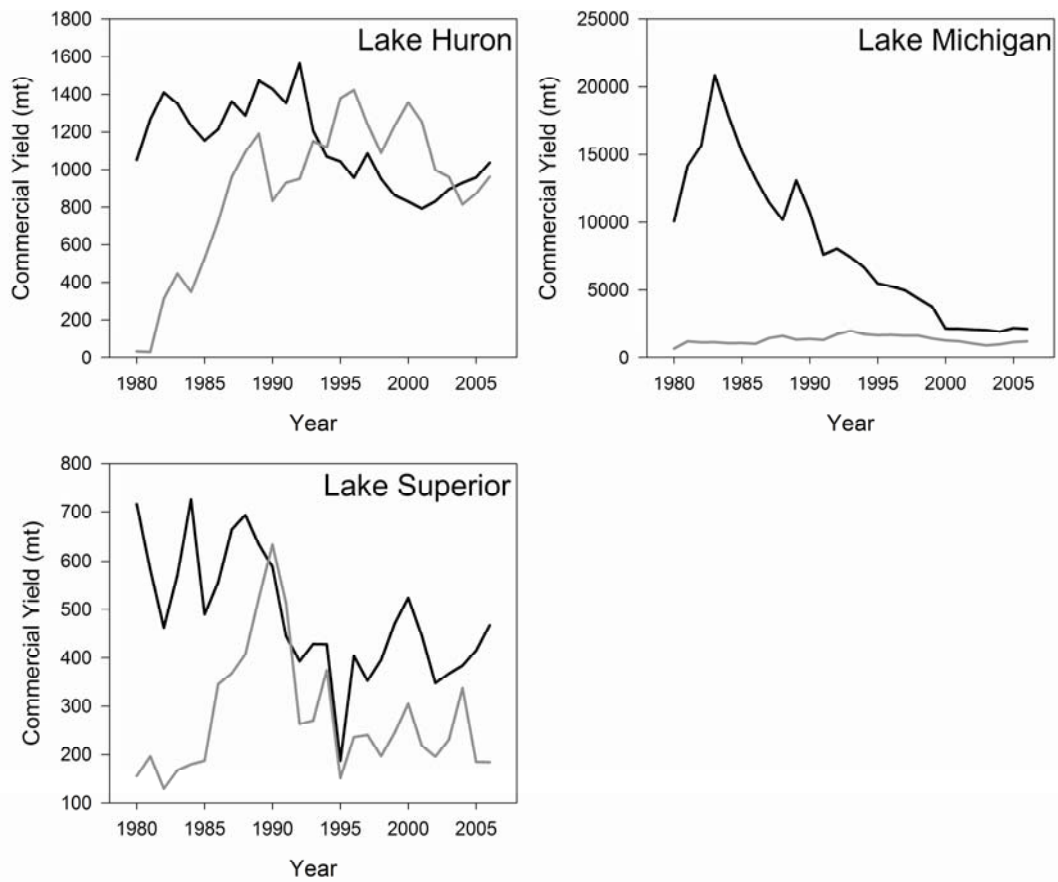 Lake Huron
Commercial Yield (mt)
1800
1600
1400
1200
1000
800
600
400
200
0
1980 1985 1990 1995 2000 2005
Year
Lake Michigan
Commercial Yield (mt)
25000
20000
15000
10000
5000
0
1980 1985 1990 1995 2000 2005
Year
Lake Superior
Commercial Yield (mt)
800
700
600
500
400
300
200
100
1980 1985 1990 1995 2000 2005
Year